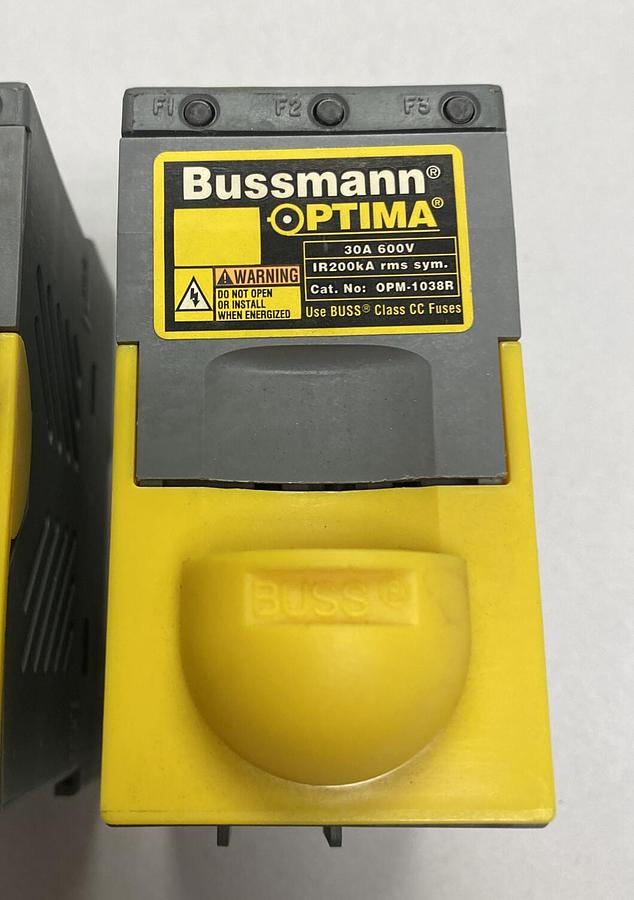 F1 F2 F3
Bussmann®
OPTIMA®
30A 600V
IR200kA rms sym.
Cat. No: OPM-1038R
Use BUSS® Class CC Fuses
WARNING
DO NOT OPEN
OR INSTALL
WHEN ENERGIZED
BUSS®